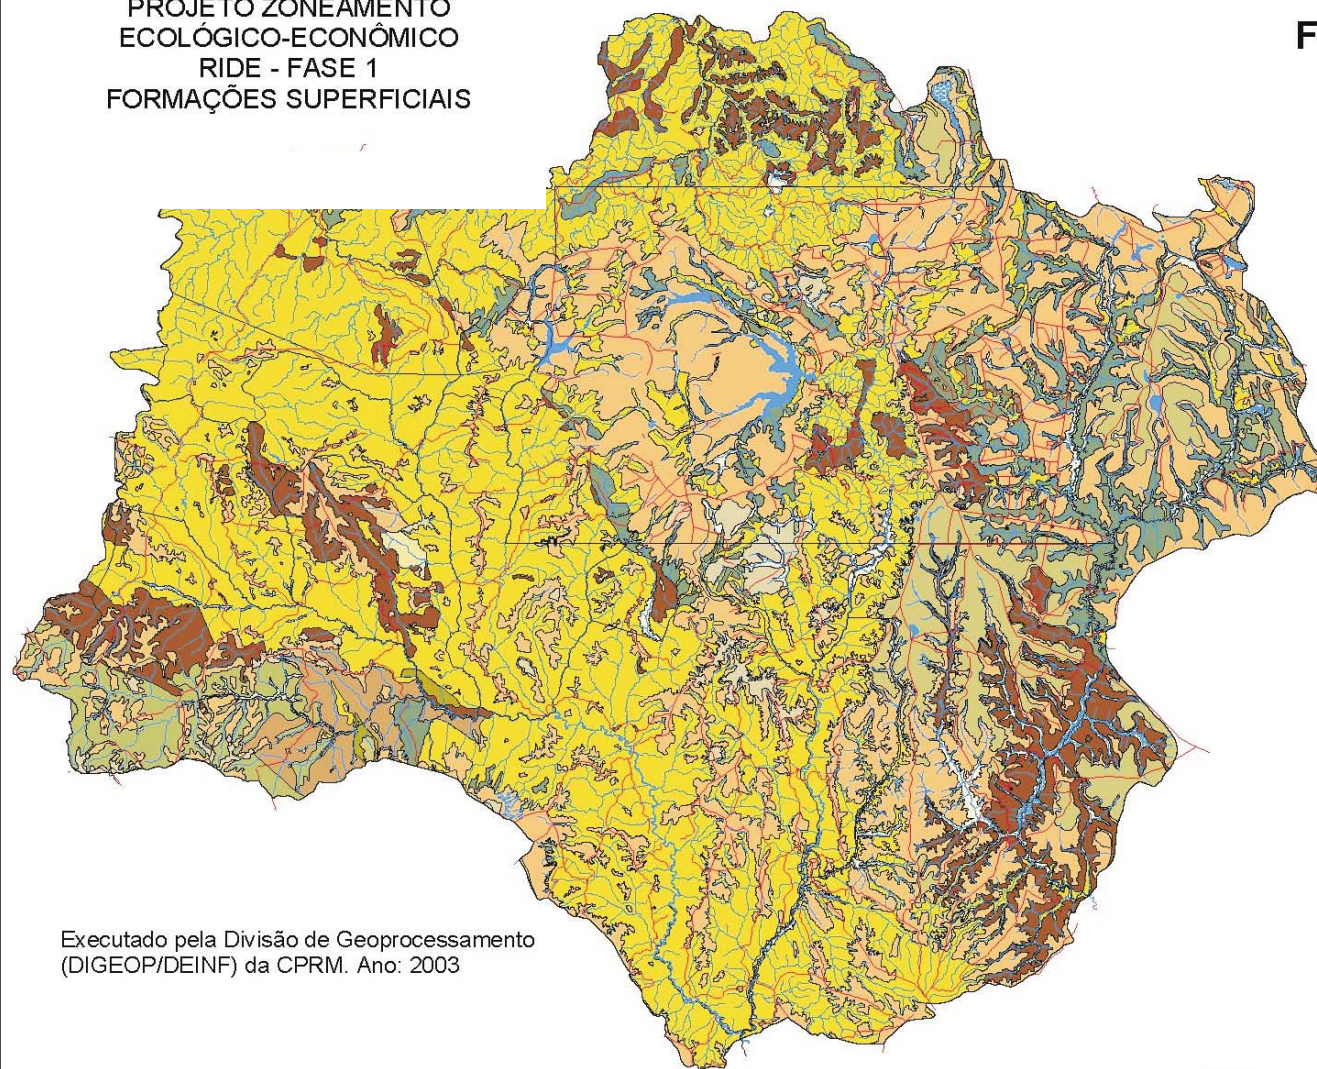 PROJETO ZONEAMENTO
ECOLÓGICO-ECONÔMICO
RIDE - FASE 1
FORMAÇÕES SUPERFICIAIS
F
Executado pela Divisão de Geoprocessamento
(DIGEOP/DEINF) da CPRM. Ano: 2003